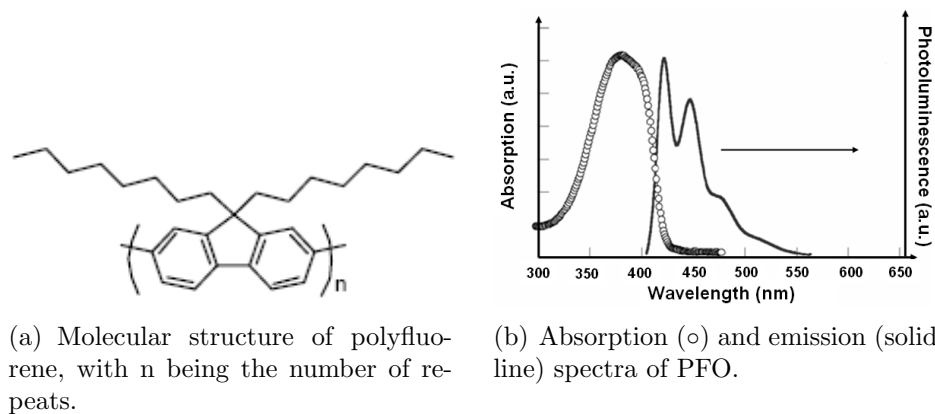 n
Absorption (a.u.)
Photoluminescence
(a.u.)
300 350 400 450 500 550 600 650
Wavelength (nm)
(a) Molecular structure of polyfluo-
rene, with n being the number of re-
peats.
(b) Absorption (○) and emission (solid
line) spectra of PFO.